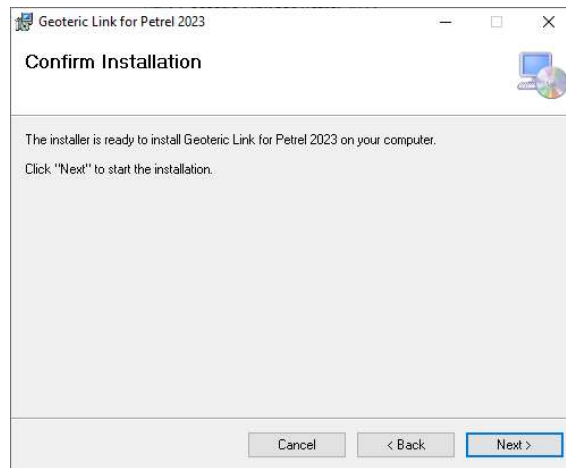 Geoteric Link for Petrel 2023
Confirm Installation
The installer is ready to install Geoteric Link for Petrel 2023 on your computer.
Click "Next" to start the installation.
Cancel
< Back
Next >